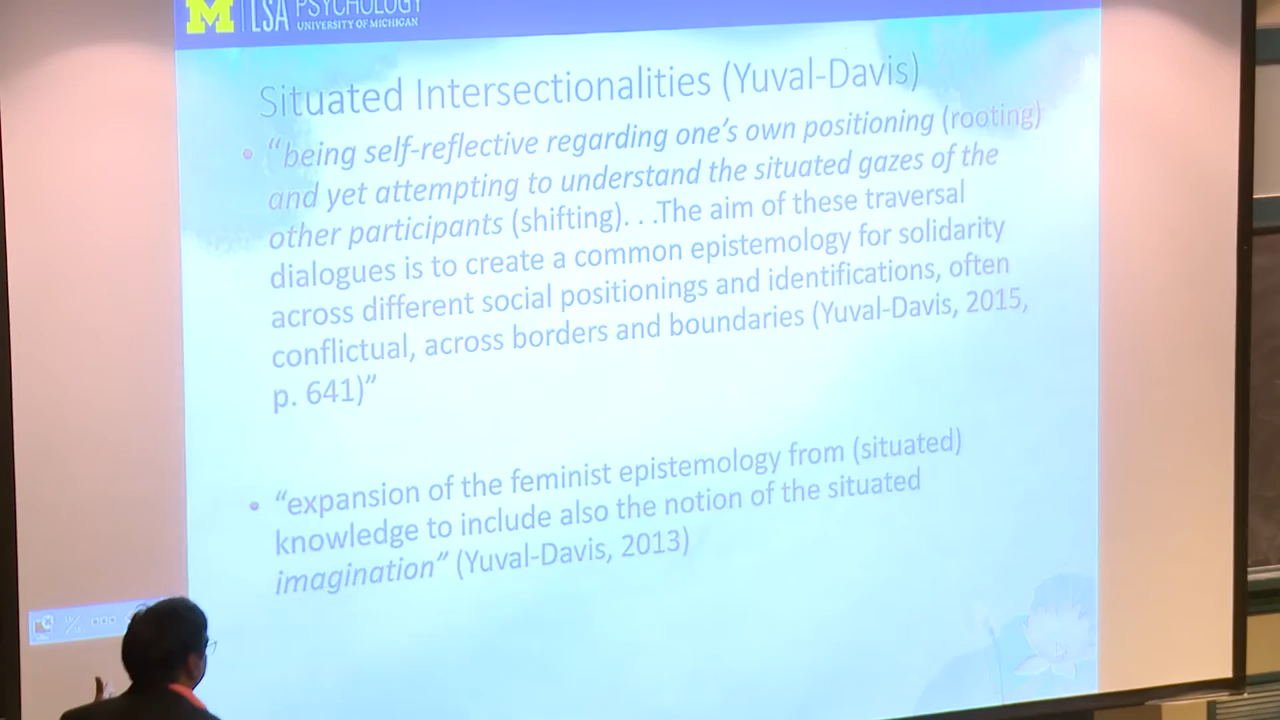 M LSA PSYCHOLOGY
UNIVERSITY OF MICHIGAN
Situated Intersectionalities (Yuval-Davis)
• “being self-reflective regarding one’s own positioning (rooting)
and yet attempting to understand the situated gazes of the
other participants (shifting). . .The aim of these traversal
dialogues is to create a common epistemology for solidarity
across different social positionings and identifications, often
conflictual, across borders and boundaries (Yuval-Davis, 2015,
p. 641)”
• “expansion of the feminist epistemology from (situated)
knowledge to include also the notion of the situated
imagination” (Yuval-Davis, 2013)